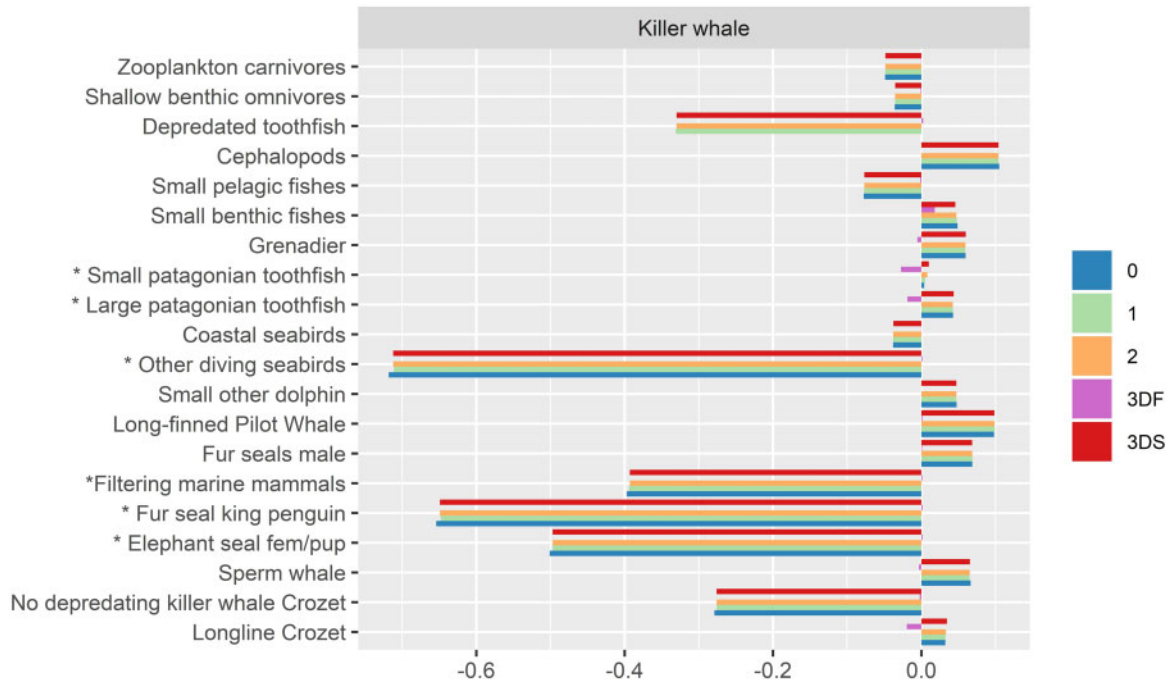 Killer whale
Zooplankton carnivores
Shallow benthic omnivores
Depredated toothfish
Cephalopods
Small pelagic fishes
Small benthic fishes
Grenadier
* Small patagonian toothfish
* Large patagonian toothfish
Coastal seabirds
* Other diving seabirds
Small other dolphin
Long-finned Pilot Whale
Fur seals male
*Filtering marine mammals
* Fur seal king penguin
* Elephant seal fem/pup
Sperm whale
No depredating killer whale Crozet
Longline Crozet
-0.6 -0.4 -0.2 0.0
0
1
2
3DF
3DS